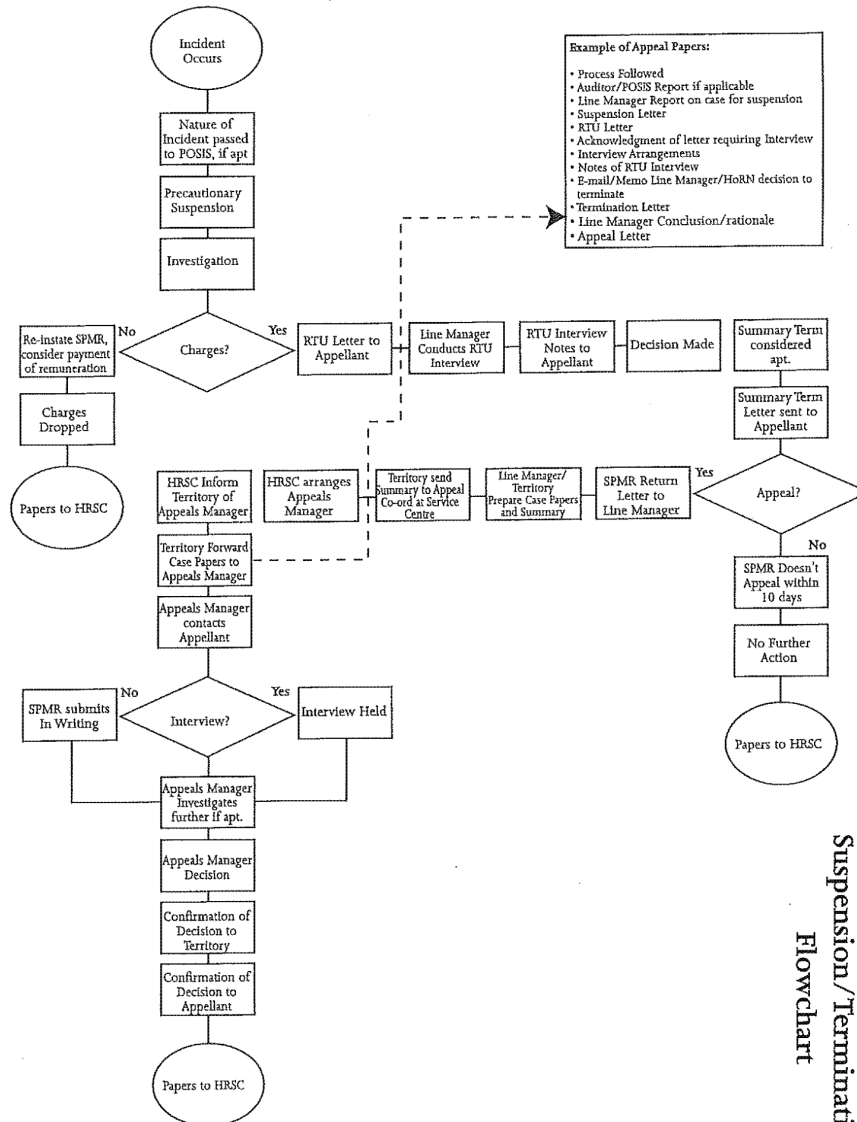 Incident
Occurs
Nature of
Incident passed
to POSIS, if apt
Precautionary
Suspension
Investigation
Charges?
No
Yes
Re-instate SPMR,
consider payment
of remuneration
Charges
Dropped
Papers to HRSC
RTU Letter to
Appellant
Line Manager
Conducts RTU
Interview
RTU Interview
Notes to
Appellant
Decision Made
Summary Term
considered
apt.
Summary Term
Letter sent to
Appellant
Appeal?
Yes
No
SPMR Return
Letter to
Line Manager
Line Manager/
Territory
Prepare Case Papers
and Summary
Territory send
Summary to Appeal
Co-ord at Service
Centre
HRSC arranges
Appeals
Manager
HRSC Inform
Territory of
Appeals Manager
Territory Forward
Case Papers to
Appeals Manager
Appeals Manager
contacts
Appellant
Interview?
No
Yes
SPMR submits
In Writing
Interview Held
Appeals Manager
Investigates
further if apt.
Appeals Manager
Decision
Confirmation of
Decision to
Territory
Confirmation of
Decision to
Appellant
Papers to HRSC
SPMR Doesn't
Appeal within
10 days
No Further
Action
Papers to HRSC
Example of Appeal Papers:
• Process Followed
• Auditor/POSIS Report if applicable
• Line Manager Report on case for suspension
• Suspension Letter
• RTU Letter
• Acknowledgment of letter requiring Interview
• Interview Arrangements
• Notes of RTU Interview
• E-mail/Memo Line Manager/HoRN decision to
terminate
• Termination Letter
• Line Manager Conclusion/rationale
• Appeal Letter
Suspension/Terminati
Flowchart